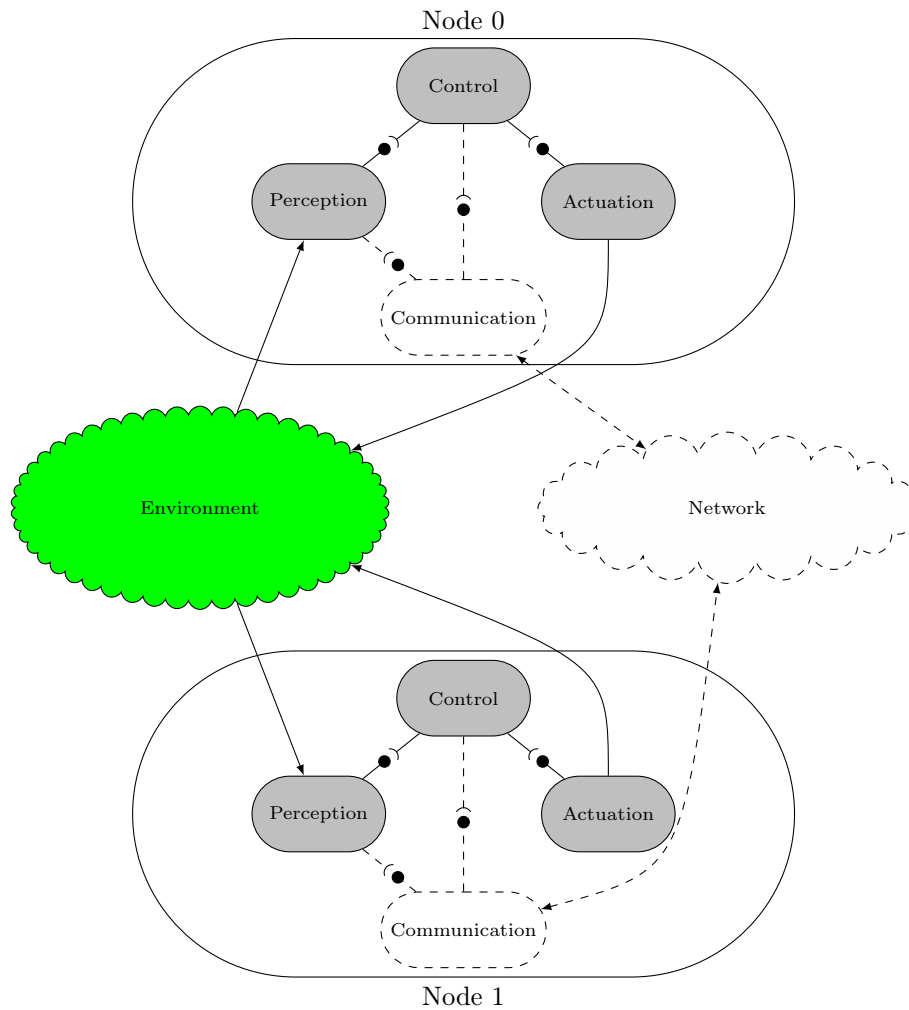 Node 0
Control
Perception
Actuation
Communication
Environment
Network
Control
Perception
Actuation
Communication
Node 1